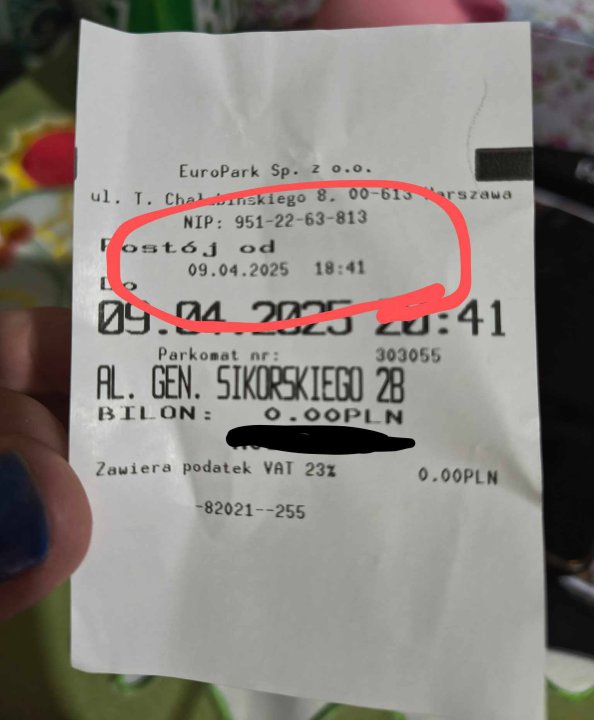 EuroPark Sp. z o.o.
ul. T. Chałubińskiego 8, 00-613 Warszawa
NIP: 951-22-63-813
Postój od
09.04.2025 18:41
Do
09.04.2025 20:41
Parkomat nr: 303055
AL. GEN. SIKORSKIEGO 2B
BILON: 0.00PLN
Zawiera podatek VAT 23% 0.00PLN
-82021--255